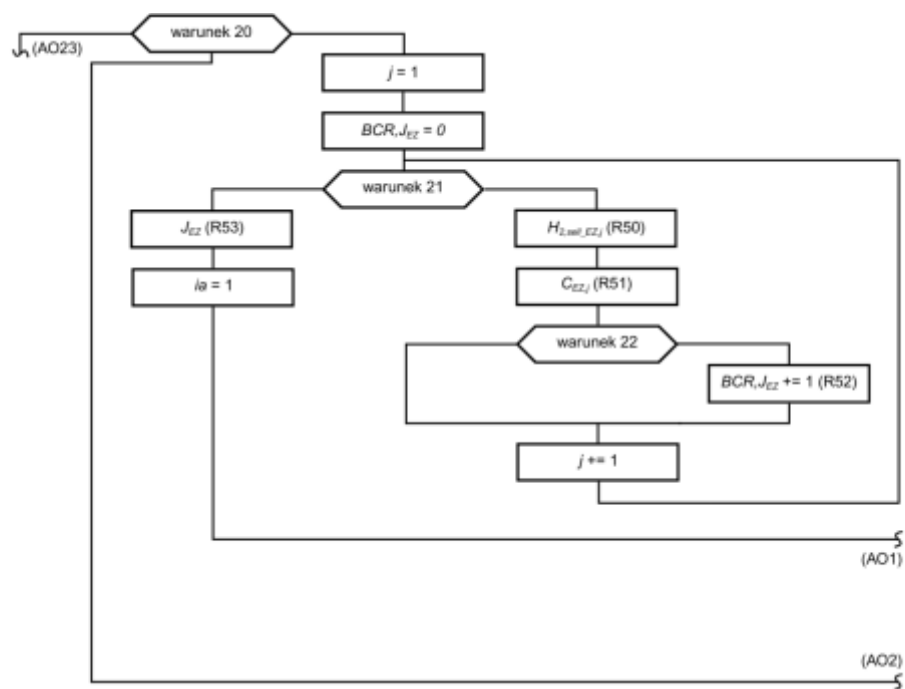 warunek 20
(AO23)
j = 1
BCR,J_EZ = 0
warunek 21
J_EZ (R53)
H_2,self_EZ,j (R50)
ia = 1
C_EZ,j (R51)
warunek 22
BCR,J_EZ += 1 (R52)
j += 1
(AO1)
(AO2)